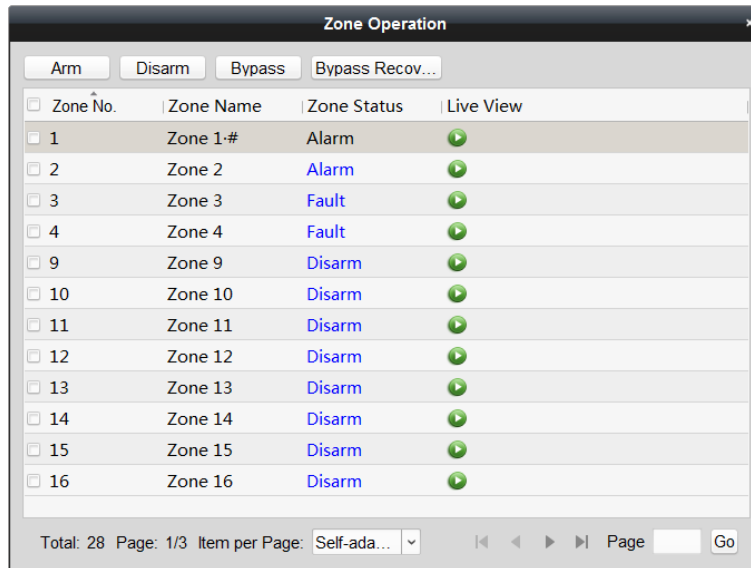 Zone Operation
Arm Disarm Bypass Bypass Recov...
Zone No. Zone Name Zone Status Live View
1 Zone 1·# Alarm
2 Zone 2 Alarm
3 Zone 3 Fault
4 Zone 4 Fault
9 Zone 9 Disarm
10 Zone 10 Disarm
11 Zone 11 Disarm
12 Zone 12 Disarm
13 Zone 13 Disarm
14 Zone 14 Disarm
15 Zone 15 Disarm
16 Zone 16 Disarm
Total: 28 Page: 1/3 Item per Page: Self-ada... Page Go